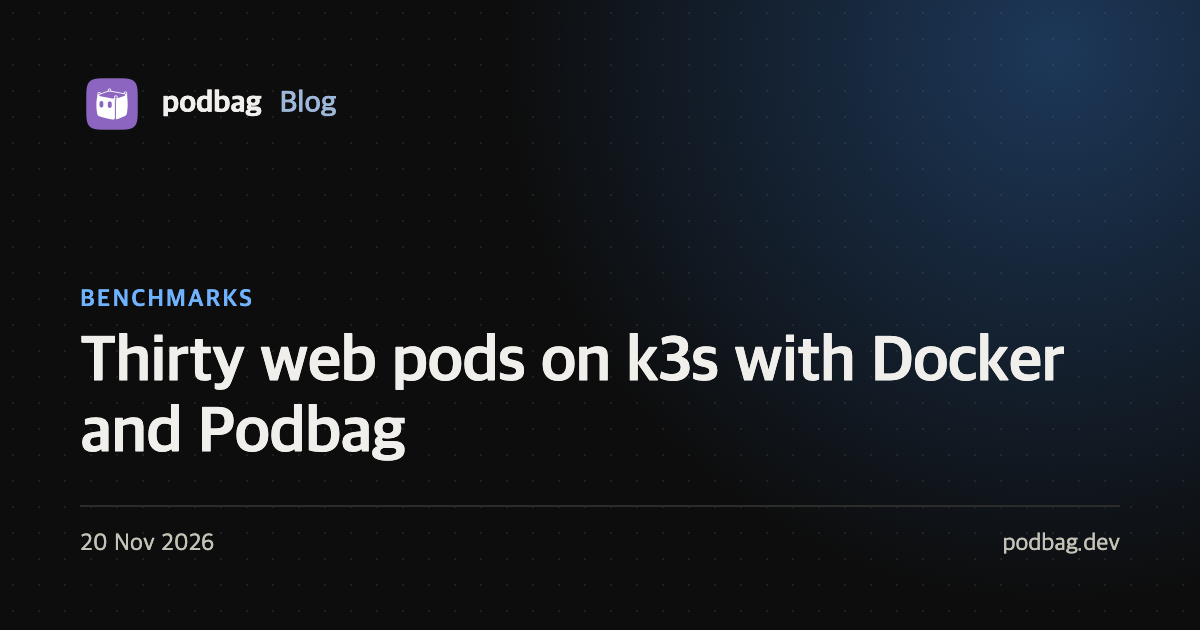 podbag Blog
BENCHMARKS
Thirty web pods on k3s with Docker
and Podbag
20 Nov 2026
podbag.dev